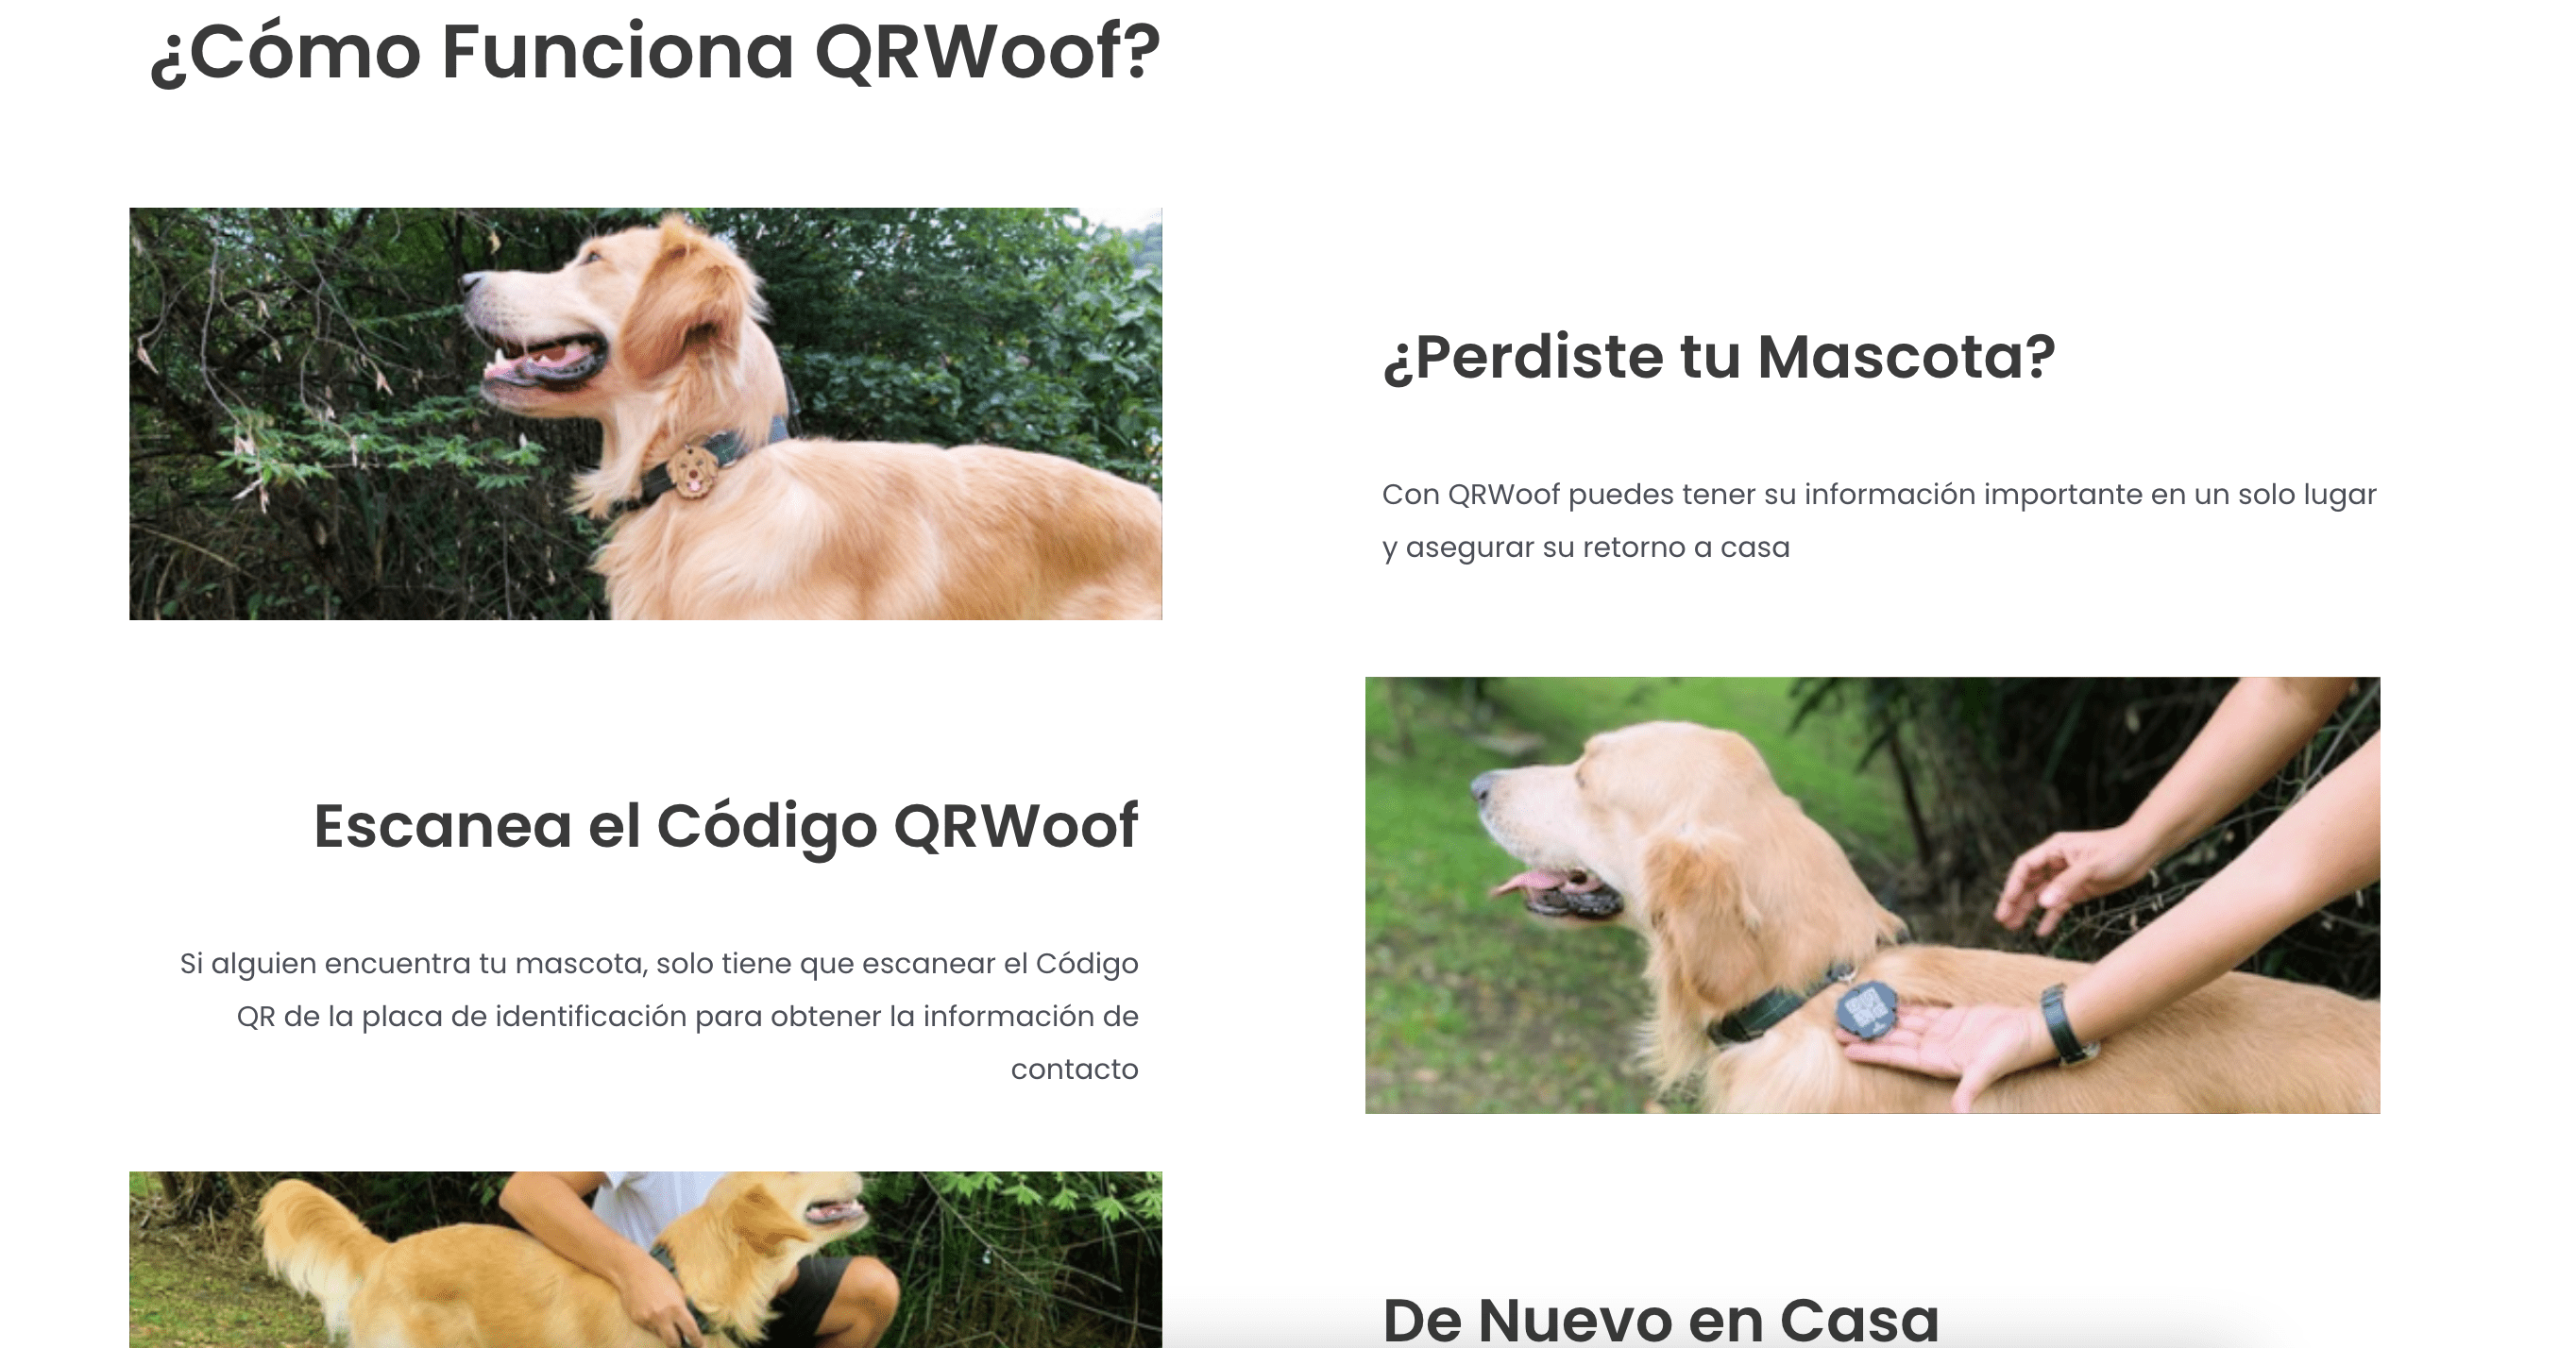 ¿Cómo Funciona QRWoof?
¿Perdiste tu Mascota?
Con QRWoof puedes tener su información importante en un solo lugar
y asegurar su retorno a casa
Escanea el Código QRWoof
Si alguien encuentra tu mascota, solo tiene que escanear el Código
QR de la placa de identificación para obtener la información de
contacto
De Nuevo en Casa